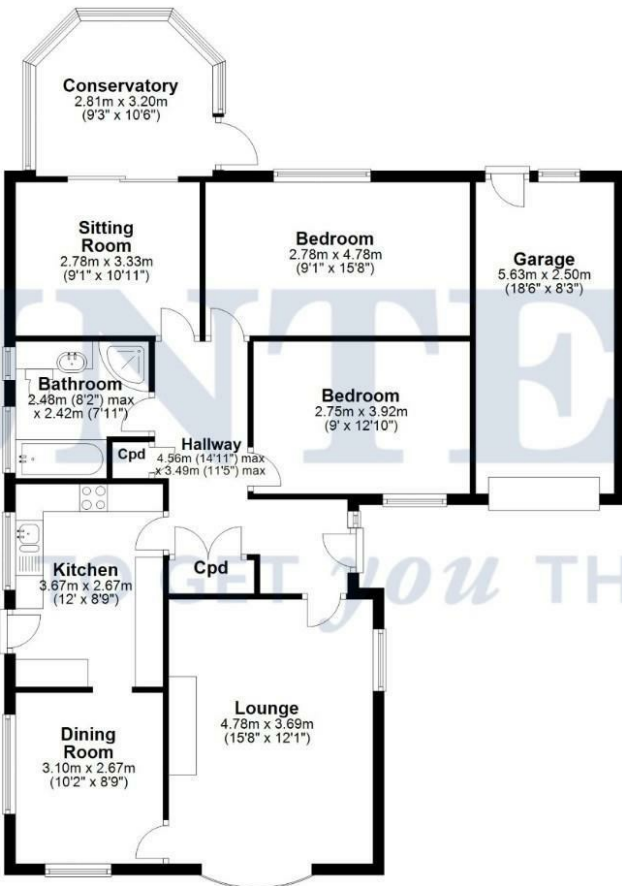 Conservatory
2.81m x 3.20m
(9'3" x 10'6")
Sitting
Room
2.78m x 3.33m
(9'1" x 10'11")
Bedroom
2.78m x 4.78m
(9'1" x 15'8")
Garage
5.63m x 2.50m
(18'6" x 8'3")
Bathroom
2.48m (8'2") max
x 2.42m (7'11")
Bedroom
2.75m x 3.92m
(9' x 12'10")
Cpd
Hallway
4.56m (14'11") max
x 3.49m (11'5") max
Kitchen
3.67m x 2.67m
(12' x 8'9")
Cpd
TO GET you TH
Lounge
4.78m x 3.69m
(15'8" x 12'1")
Dining
Room
3.10m x 2.67m
(10'2" x 8'9")